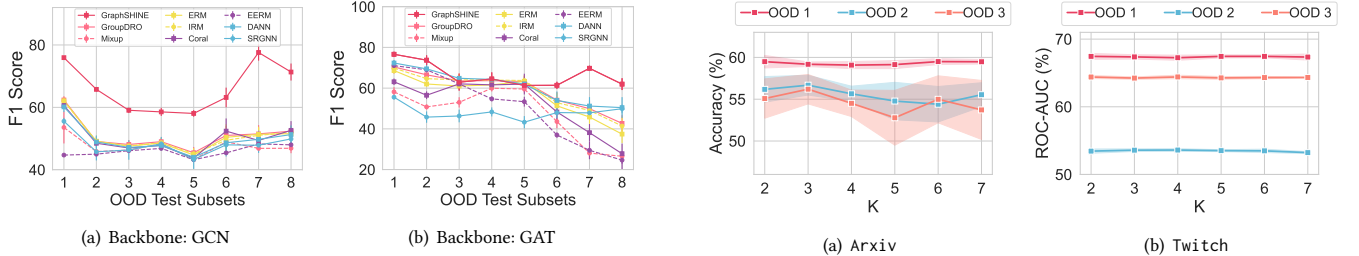 GraphSHINE
GroupDRO
Mixup
ERM
IRM
Coral
EERM
DANN
SRGNN
F1 Score
80
60
40
1 2 3 4 5 6 7 8
OOD Test Subsets
(a) Backbone: GCN
GraphSHINE
GroupDRO
Mixup
ERM
IRM
Coral
EERM
DANN
SRGNN
F1 Score
100
80
60
40
20
1 2 3 4 5 6 7 8
OOD Test Subsets
(b) Backbone: GAT
OOD 1 OOD 2 OOD 3
Accuracy (%)
60
55
50
2 3 4 5 6 7
K
(a) Arxiv
OOD 1 OOD 2 OOD 3
ROC-AUC (%)
70
60
50
2 3 4 5 6 7
K
(b) Twitch